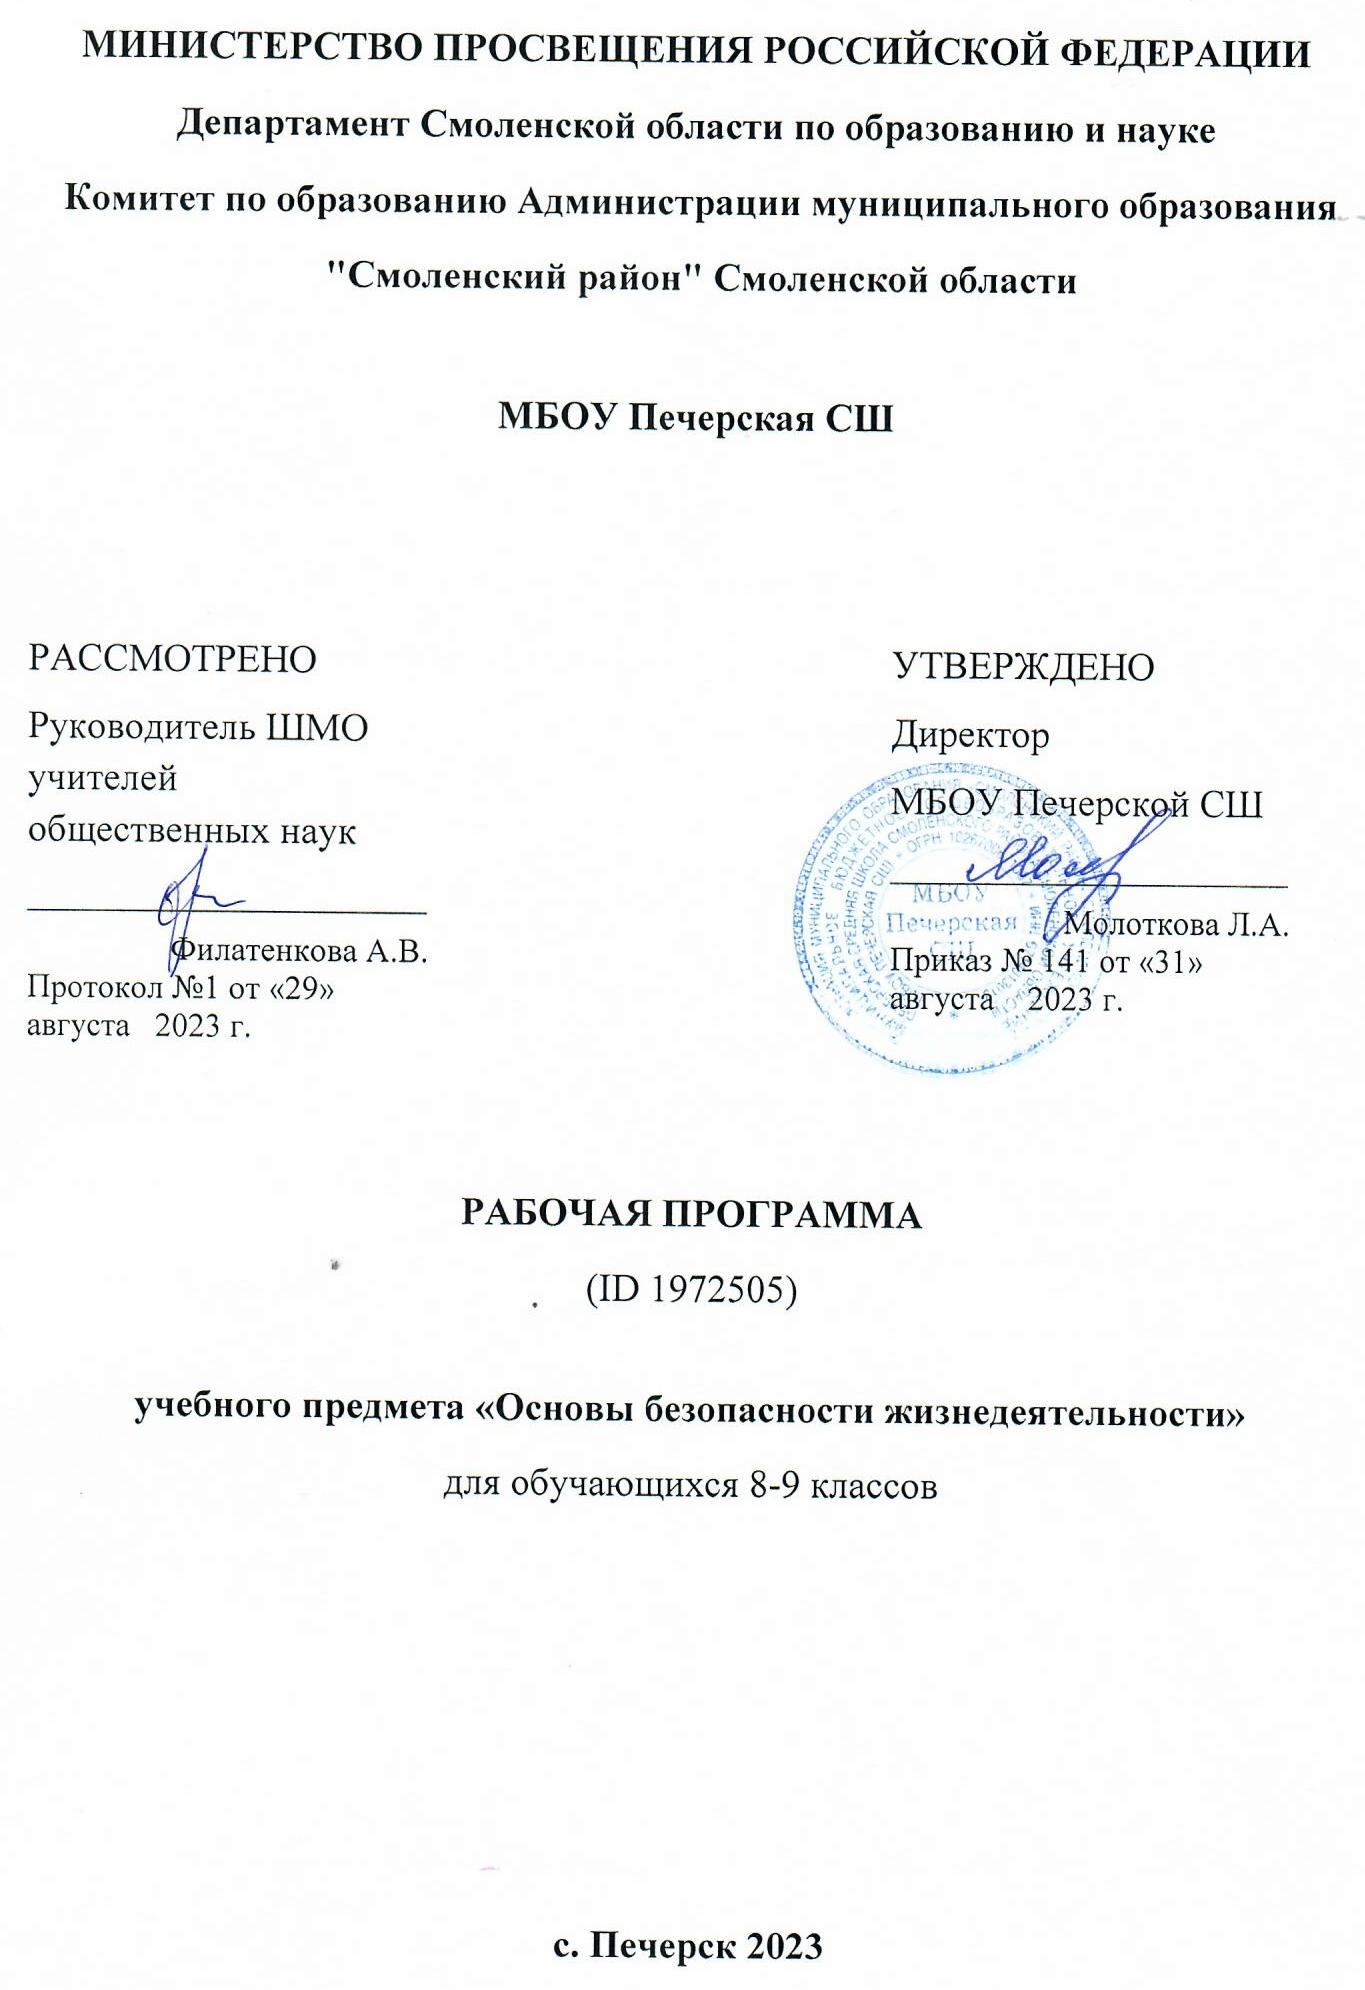 МИНИСТЕРСТВО ПРОСВЕЩЕНИЯ РОССИЙСКОЙ ФЕДЕРАЦИИ
Департамент Смоленской области по образованию и науке
Комитет по образованию Администрации муниципального образования
"Смоленский район" Смоленской области
МБОУ Печерская СШ
РАССМОТРЕНО
Руководитель ШМО
учителей
общественных наук
Филатенкова А.В.
Протокол №1 от «29»
августа 2023 г.
УТВЕРЖДЕНО
Директор
МБОУ Печерской СШ
Молоткова Л.А.
Приказ № 141 от «31»
августа 2023 г.
МБОУ
Печерская
СШ
РАБОЧАЯ ПРОГРАММА
(ID 1972505)
учебного предмета «Основы безопасности жизнедеятельности»
для обучающихся 8-9 классов
с. Печерск 2023